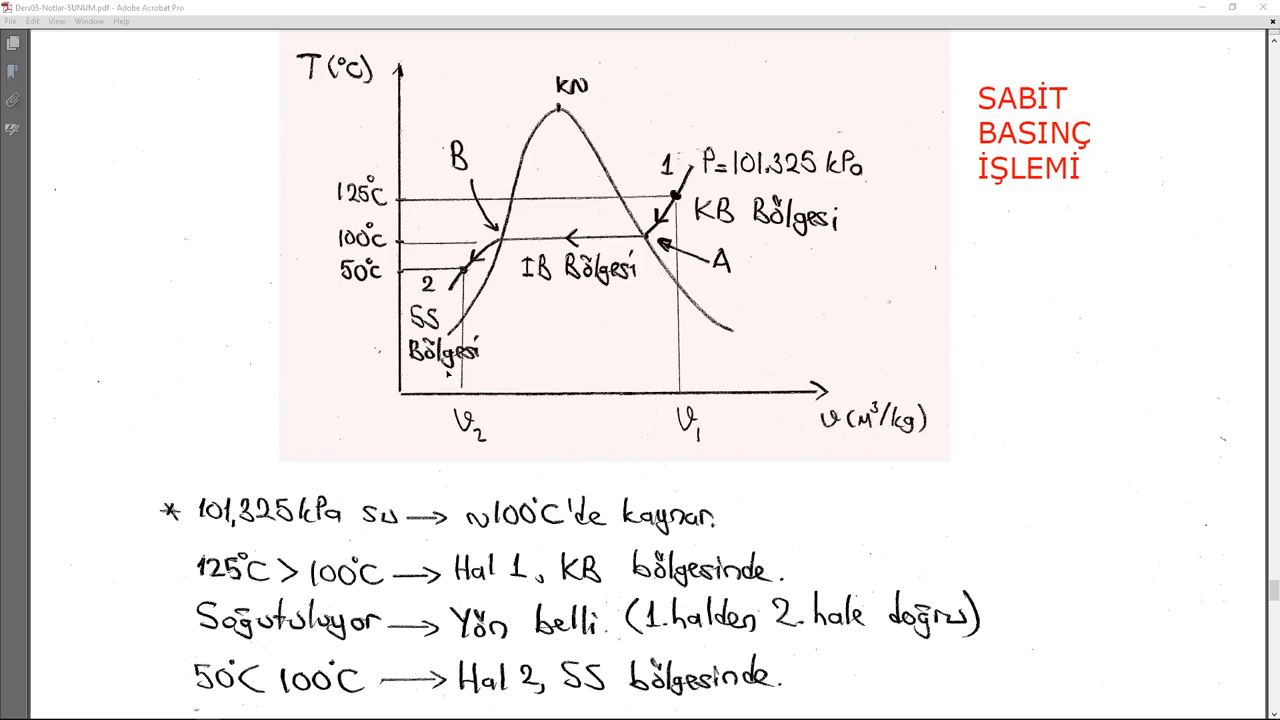 Ders03-Notlar-SUNUM.pdf - Adobe Acrobat Pro
File Edit View Window Help
T(°C)
KN
SABİT
BASINÇ
İŞLEMİ
B
1 P=101.325 kPa
125°C
KB Bölgesi
100°C
A
50°C
İB Bölgesi
2
SS
Bölgesi
v2
v1
v (m³/kg)
* 101,325 kPa su → ~100°C'de kaynar.
125°C > 100°C → Hal 1, KB bölgesinde.
Soğutuluyor → Yön belli. (1.halden 2.hale doğru)
50°C 100°C → Hal 2, SS bölgesinde.